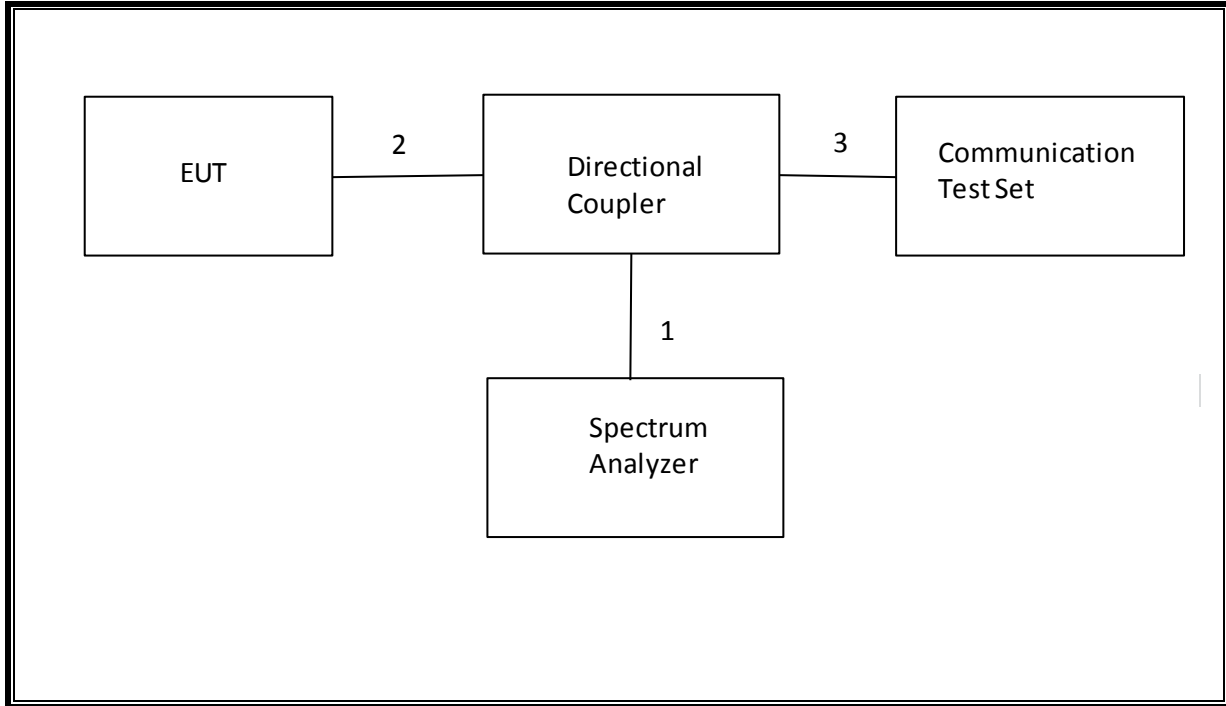 EUT
2
Directional
Coupler
3
Communication
Test Set
1
Spectrum
Analyzer